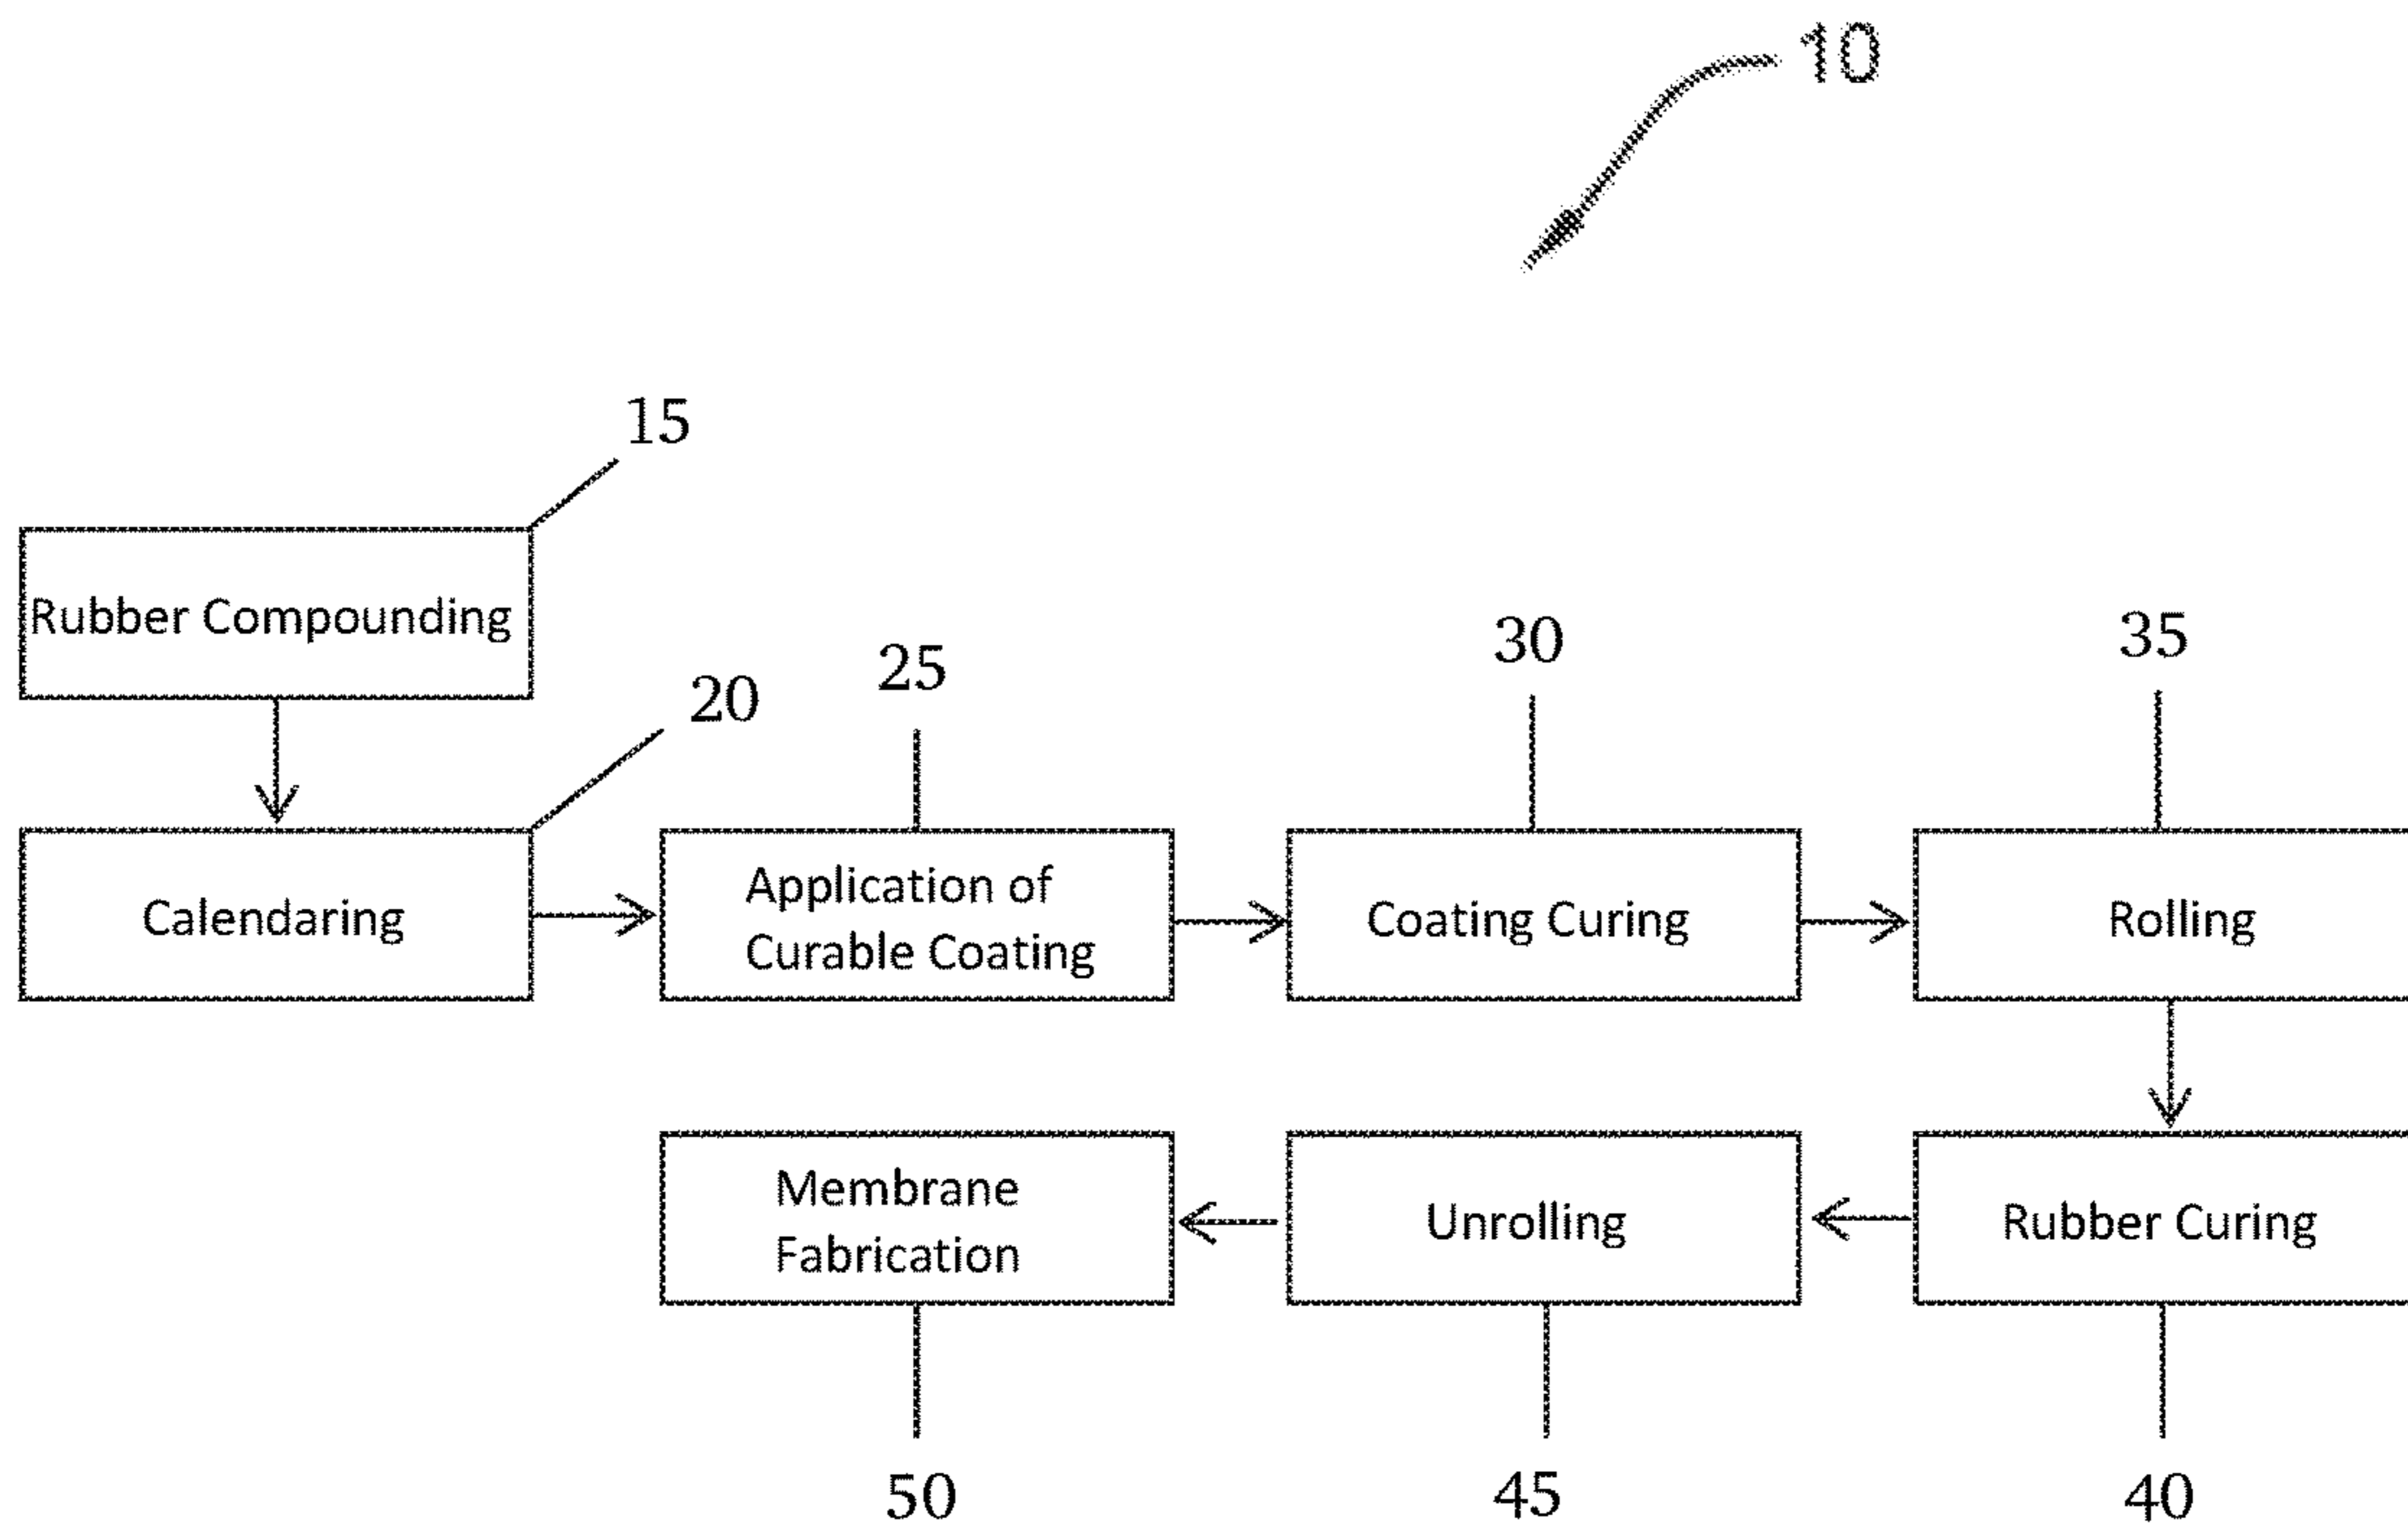 10
15
Rubber Compounding
20
25
30
35
Calendaring
Application of
Curable Coating
Coating Curing
Rolling
Membrane
Fabrication
Unrolling
Rubber Curing
50
45
40